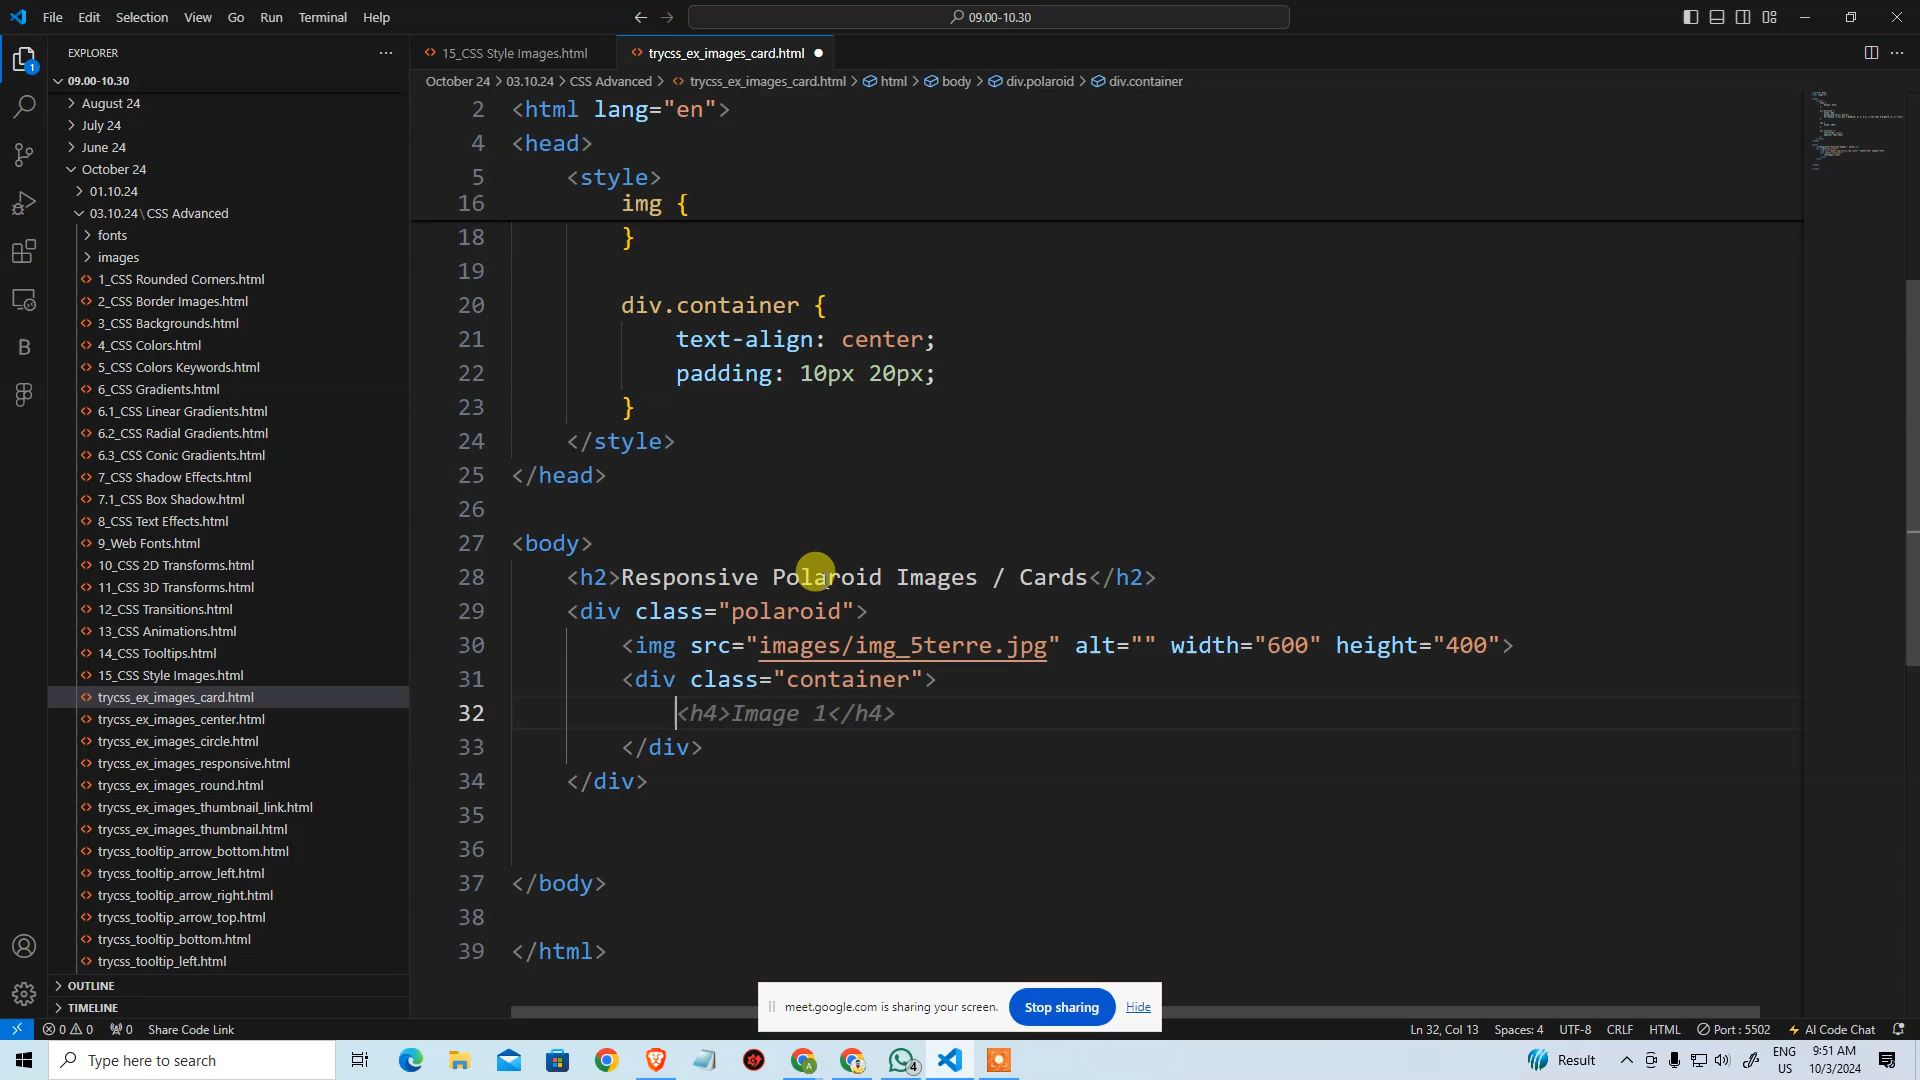 File Edit Selection View Go Run Terminal Help
09.00-10.30
EXPLORER
15_CSS Style Images.html
trycss_ex_images_card.html
09.00-10.30
October 24 > 03.10.24 > CSS Advanced > trycss_ex_images_card.html > html > body > div.polaroid > div.container
August 24
July 24
June 24
October 24
01.10.24
03.10.24\CSS Advanced
fonts
images
1_CSS Rounded Corners.html
2_CSS Border Images.html
3_CSS Backgrounds.html
4_CSS Colors.html
5_CSS Colors Keywords.html
6_CSS Gradients.html
6.1_CSS Linear Gradients.html
6.2_CSS Radial Gradients.html
6.3_CSS Conic Gradients.html
7_CSS Shadow Effects.html
7.1_CSS Box Shadow.html
8_CSS Text Effects.html
9_Web Fonts.html
10_CSS 2D Transforms.html
11_CSS 3D Transforms.html
12_CSS Transitions.html
13_CSS Animations.html
14_CSS Tooltips.html
15_CSS Style Images.html
trycss_ex_images_card.html
trycss_ex_images_center.html
trycss_ex_images_circle.html
trycss_ex_images_responsive.html
trycss_ex_images_round.html
trycss_ex_images_thumbnail_link.html
trycss_ex_images_thumbnail.html
trycss_tooltip_arrow_bottom.html
trycss_tooltip_arrow_left.html
trycss_tooltip_arrow_right.html
trycss_tooltip_arrow_top.html
trycss_tooltip_bottom.html
trycss_tooltip_left.html
OUTLINE
TIMELINE
2 <html lang="en">
4 <head>
5 <style>
16 img {
18 }
19
20 div.container {
21 text-align: center;
22 padding: 10px 20px;
23 }
24 </style>
25 </head>
26
27 <body>
28 <h2>Responsive Polaroid Images / Cards</h2>
29 <div class="polaroid">
30 <img src="images/img_5terre.jpg" alt="" width="600" height="400">
31 <div class="container">
32 <h4>Image 1</h4>
33 </div>
34 </div>
35
36
37 </body>
38
39 </html>
meet.google.com is sharing your screen. Stop sharing Hide
0 0 0 Share Code Link Ln 32, Col 13 Spaces: 4 UTF-8 CRLF HTML Port : 5502 AI Code Chat
Type here to search
4
Result
ENG
US
9:51 AM
10/3/2024